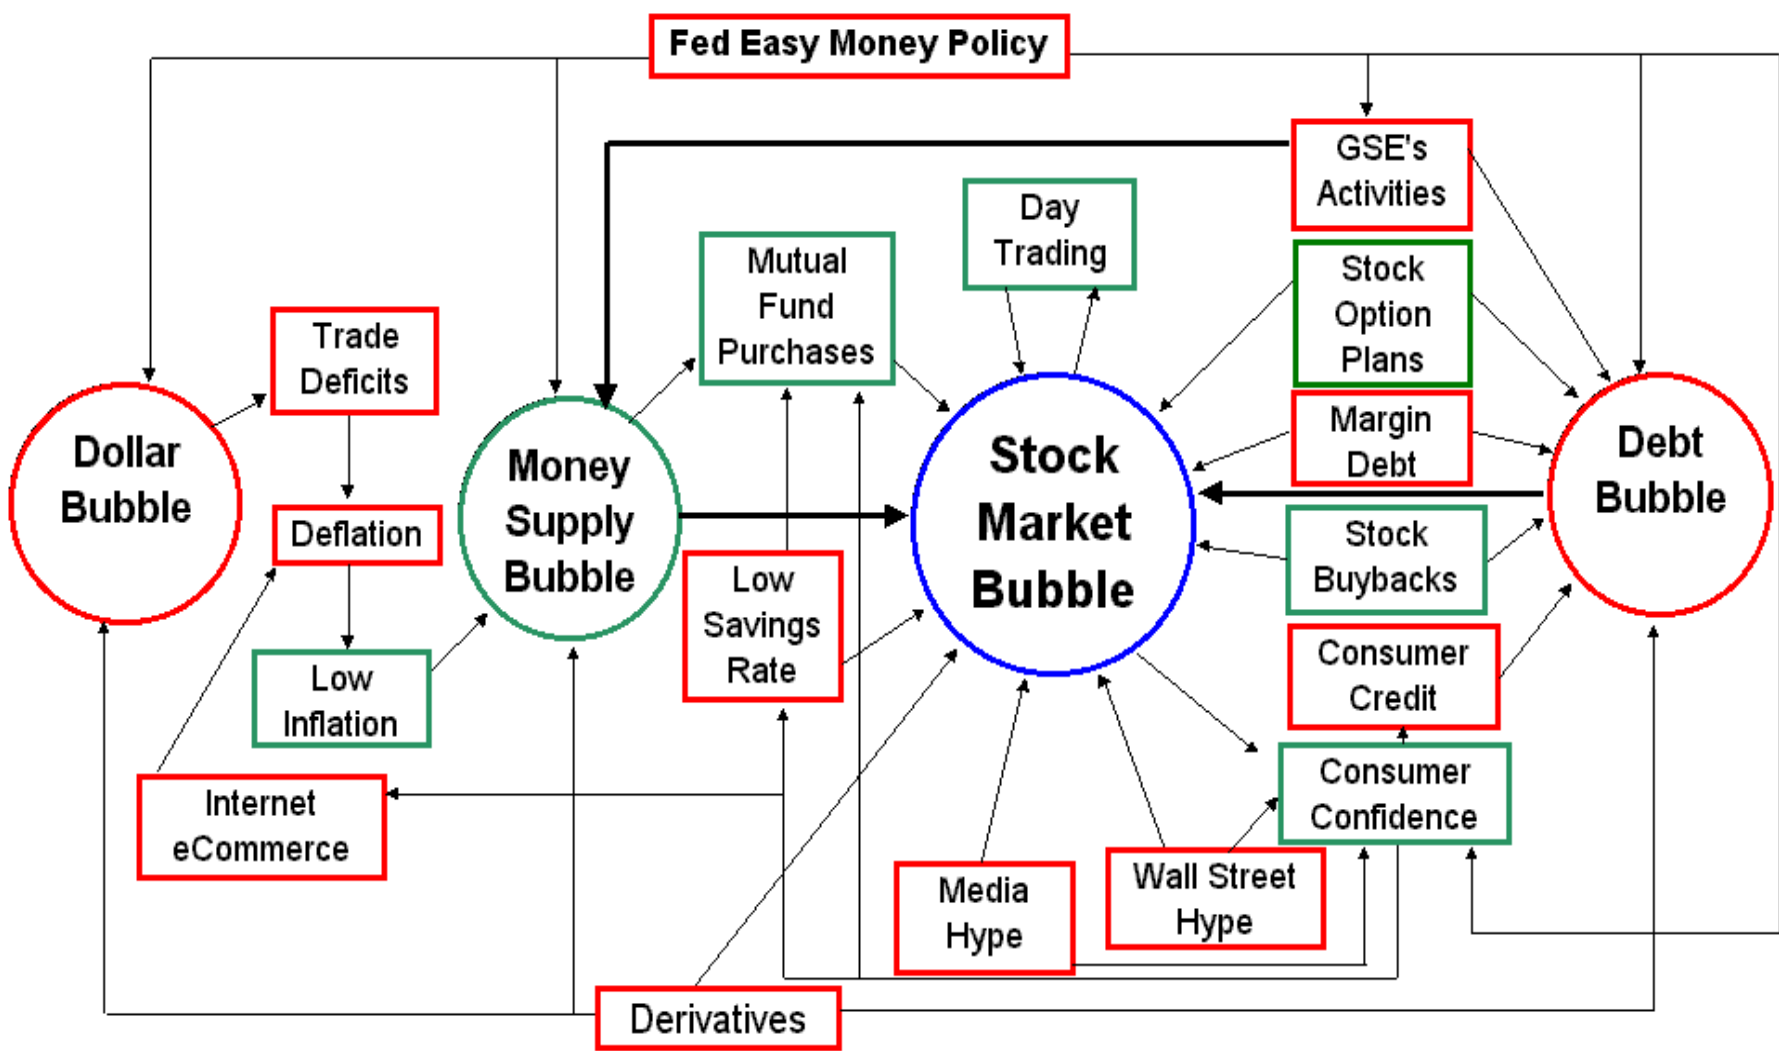 Fed Easy Money Policy
GSE's
Activities
Day
Trading
Mutual
Fund
Purchases
Stock
Option
Plans
Trade
Deficits
Margin
Debt
Dollar
Bubble
Money
Supply
Bubble
Stock
Market
Bubble
Debt
Bubble
Deflation
Stock
Buybacks
Low
Savings
Rate
Low
Inflation
Consumer
Credit
Internet
eCommerce
Consumer
Confidence
Media
Hype
Wall Street
Hype
Derivatives